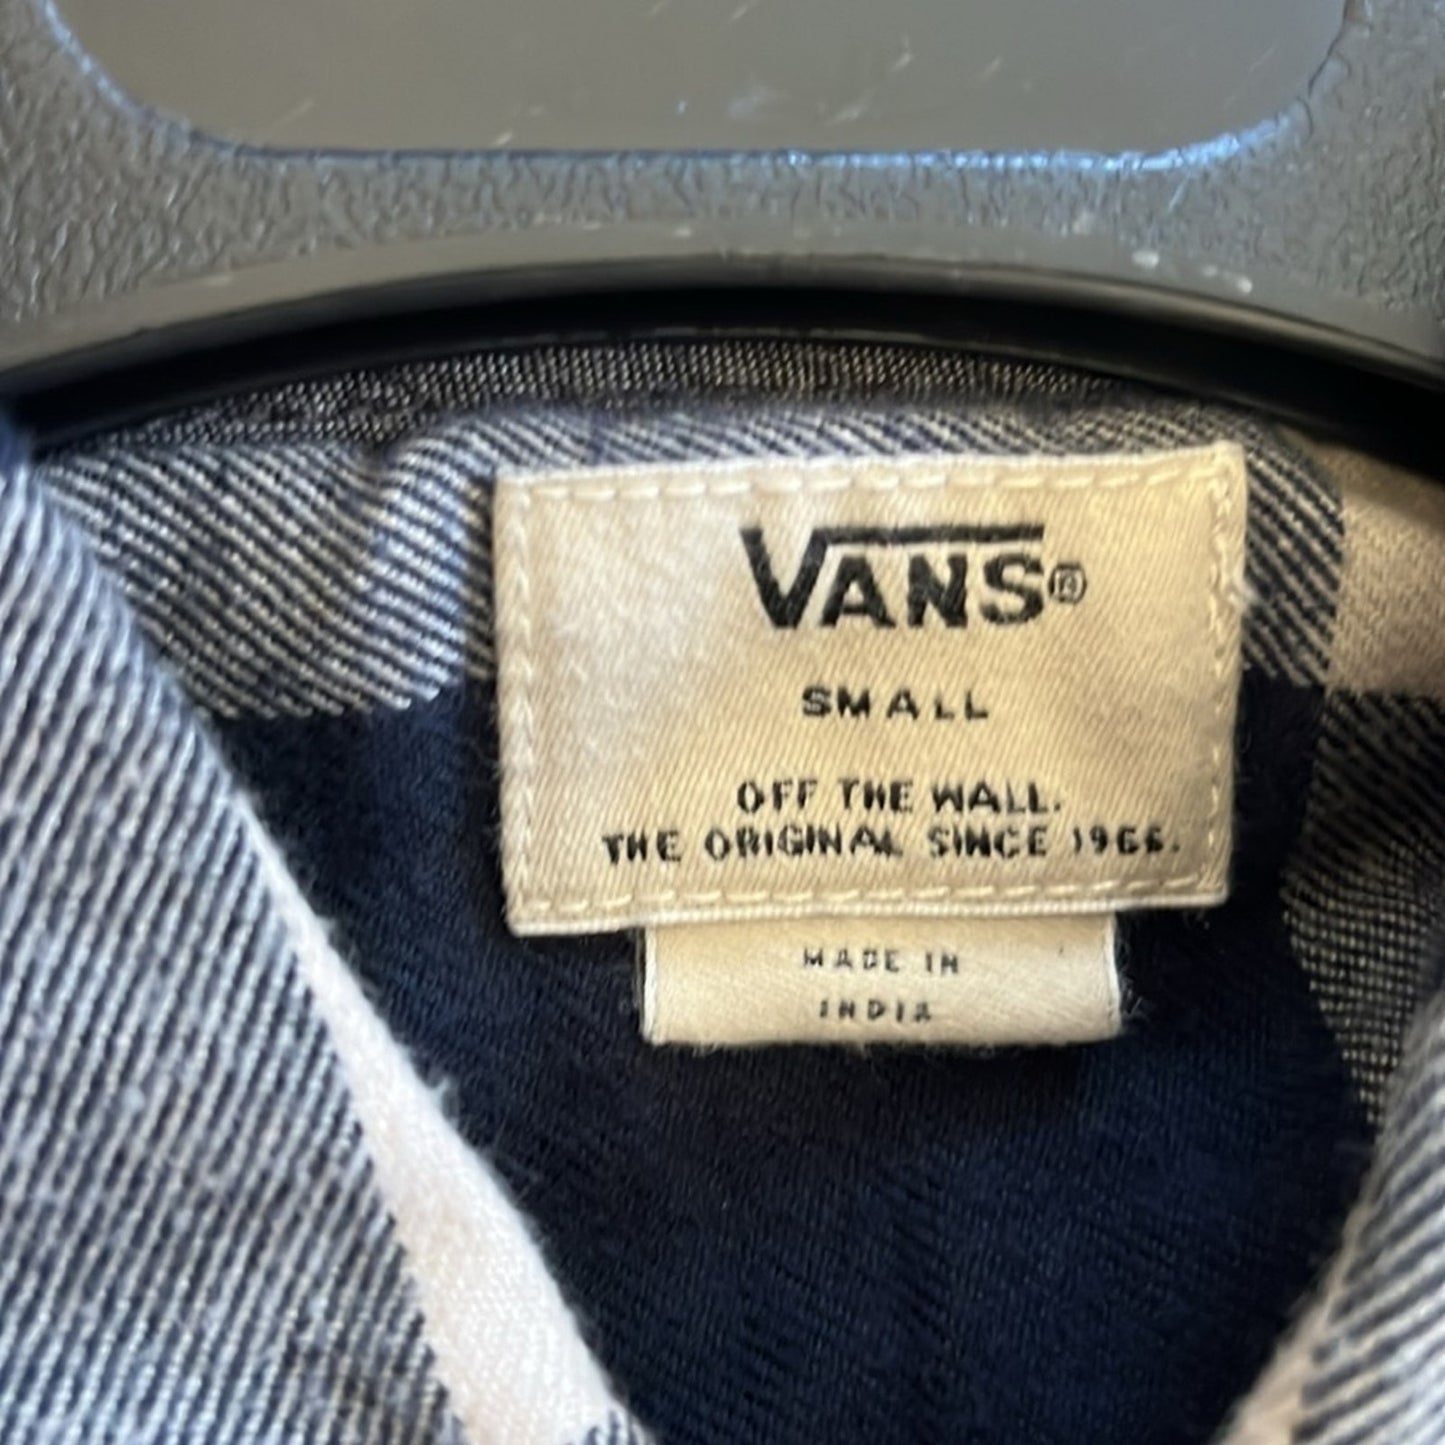 VANS®
SMALL
OFF THE WALL.
THE ORIGINAL SINCE 1966.
MADE IN
INDIA